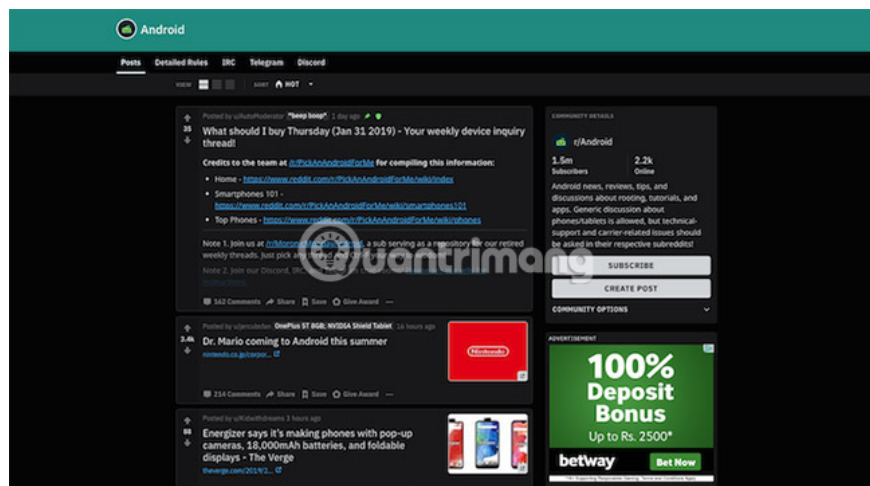 Android
Posts Detailed Rules IRC Telegram Discord
VIEW SORT HOT
Posted by u/AutoModerator "beep boop" 1 day ago
35
What should I buy Thursday (Jan 31 2019) - Your weekly device inquiry
thread!
Credits to the team at /r/PickAnAndroidForMe for compiling this information:
• Home - https://www.reddit.com/r/PickAnAndroidForMe/wiki/index
• Smartphones 101 -
https://www.reddit.com/r/PickAnAndroidForMe/wiki/smartphones101
• Top Phones - https://www.reddit.com/r/PickAnAndroidForMe/wiki/phones
Note 1. Join us at , a sub serving as a repository for our retired
weekly threads. Just pick any thread and
Note 2. Join our Discord, IRC,
162 Comments Share Save Give Award ...
Posted by OnePlus 5T 8GB; NVIDIA Shield Tablet 16 hours ago
3.4k
Dr. Mario coming to Android this summer
nintendo.co.jp/corpor...
Nintendo
214 Comments Share Save Give Award ...
Posted by u/Kidwithdreams 3 hours ago
88
Energizer says it's making phones with pop-up
cameras, 18,000mAh batteries, and foldable
displays - The Verge
theverge.com/2019/2...
COMMUNITY DETAILS
r/Android
1.5m 2.2k
Subscribers Online
Android news, reviews, tips, and
discussions about rooting, tutorials, and
apps. Generic discussion about
phones/tablets is allowed, but technical-
support and carrier-related issues should
be asked in their respective subreddits!
SUBSCRIBE
CREATE POST
COMMUNITY OPTIONS
ADVERTISEMENT
100%
Deposit
Bonus
Up to Rs. 2500*
betway Bet Now
Quantrimang